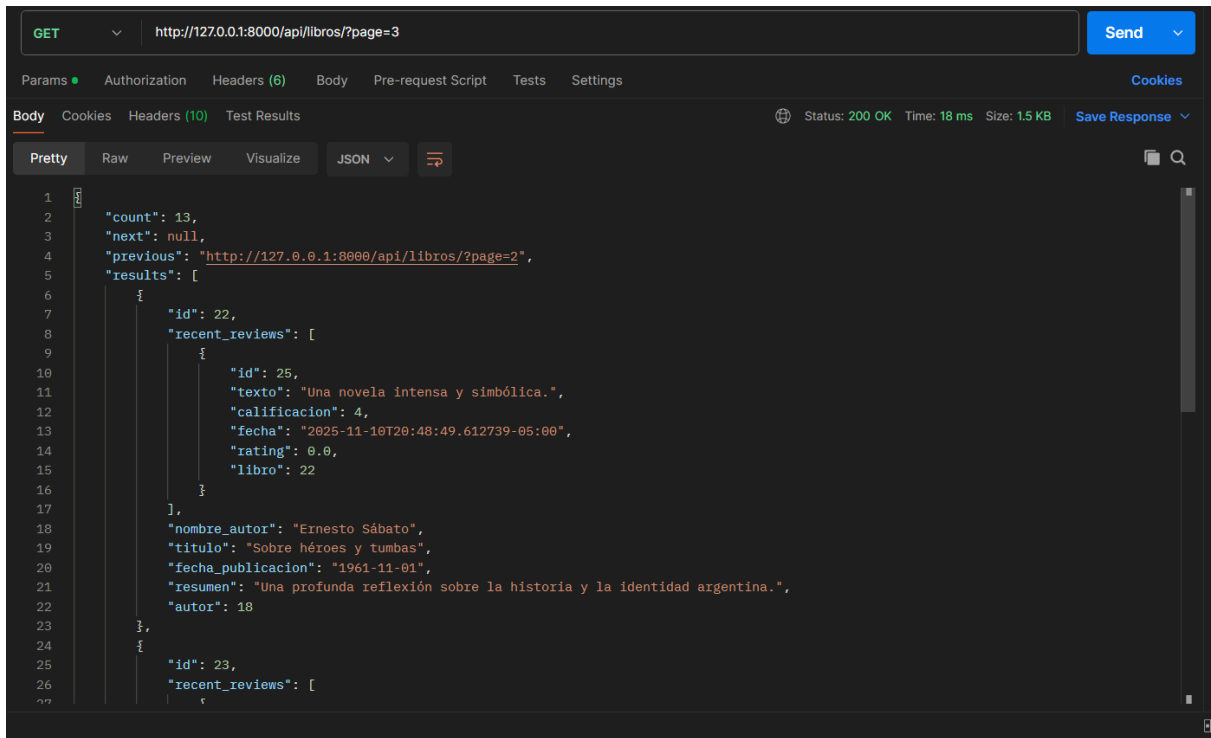 GET http://127.0.0.1:8000/api/libros/?page=3 Send
Params Authorization Headers (6) Body Pre-request Script Tests Settings Cookies
Body Cookies Headers (10) Test Results Status: 200 OK Time: 18 ms Size: 1.5 KB Save Response
Pretty Raw Preview Visualize JSON
1 {
2 "count": 13,
3 "next": null,
4 "previous": "http://127.0.0.1:8000/api/libros/?page=2",
5 "results": [
6 {
7 "id": 22,
8 "recent_reviews": [
9 {
10 "id": 25,
11 "texto": "Una novela intensa y simbólica.",
12 "calificacion": 4,
13 "fecha": "2025-11-10T20:48:49.612739-05:00",
14 "rating": 0.0,
15 "libro": 22
16 }
17 ],
18 "nombre_autor": "Ernesto Sábato",
19 "titulo": "Sobre héroes y tumbas",
20 "fecha_publicacion": "1961-11-01",
21 "resumen": "Una profunda reflexión sobre la historia y la identidad argentina.",
22 "autor": 18
23 },
24 {
25 "id": 23,
26 "recent_reviews": [
27 {